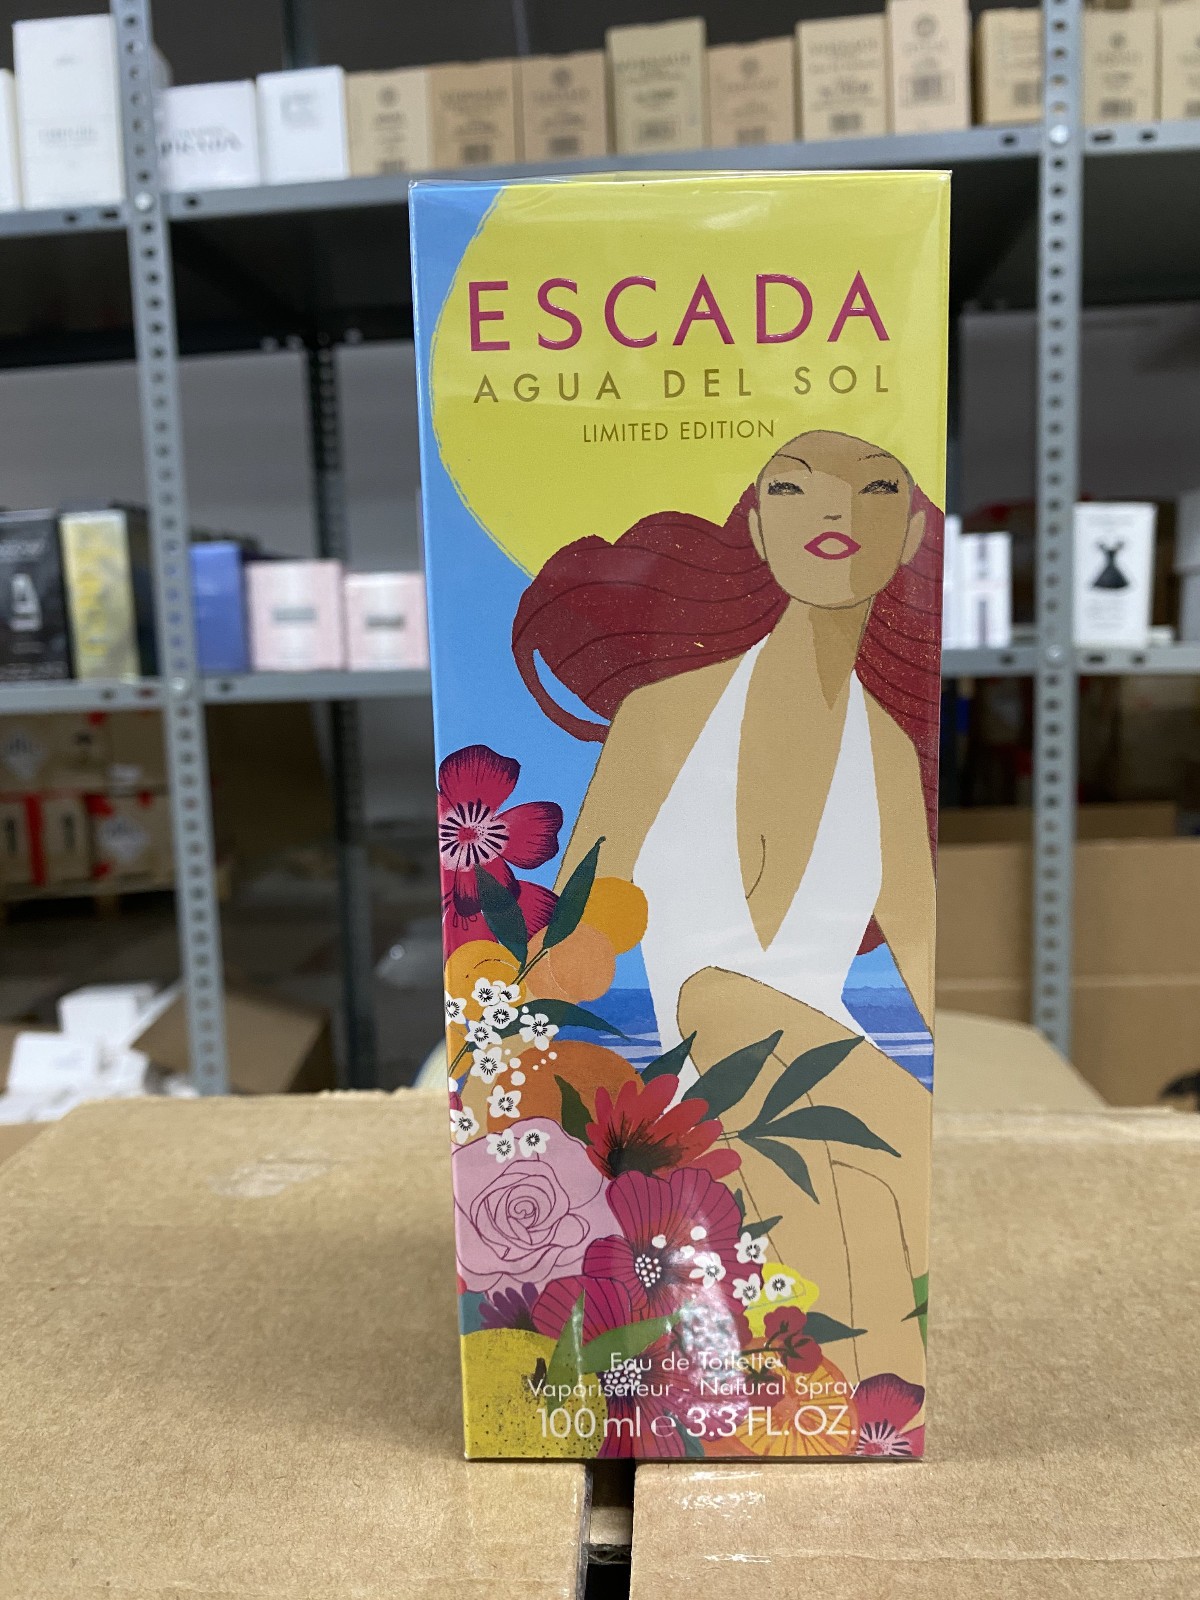 ESCADA
AGUA DEL SOL
LIMITED EDITION
Eau de Toilette
Vaporisateur - Natural Spray
100 ml e 3.3 FL. OZ.